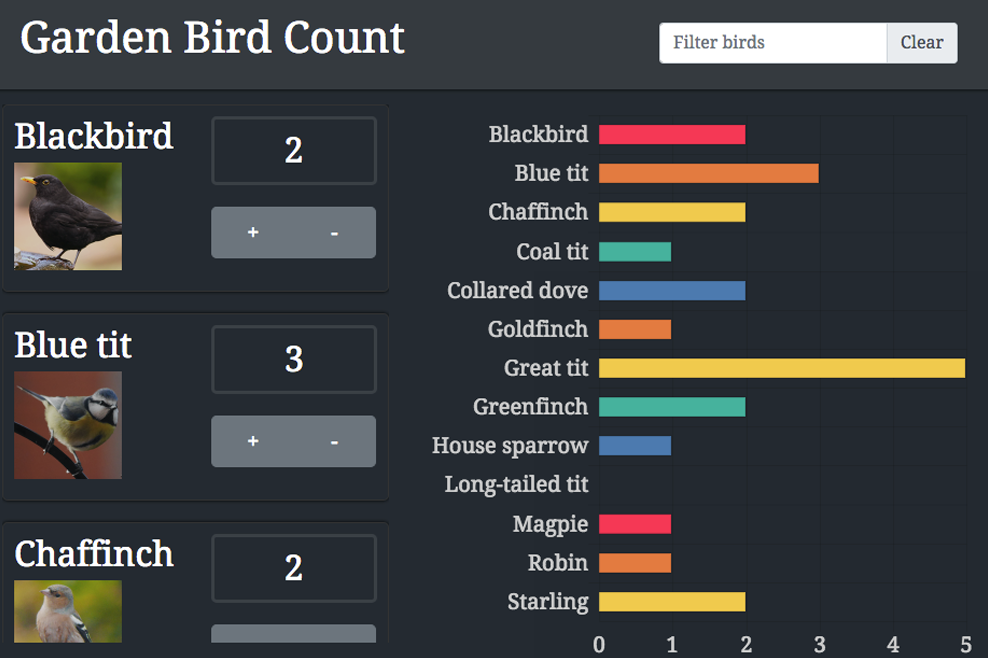 Garden Bird Count
Filter birds
Clear
Blackbird
2
+ -
Blue tit
3
+ -
Chaffinch
2
Blackbird
Blue tit
Chaffinch
Coal tit
Collared dove
Goldfinch
Great tit
Greenfinch
House sparrow
Long-tailed tit
Magpie
Robin
Starling
0 1 2 3 4 5